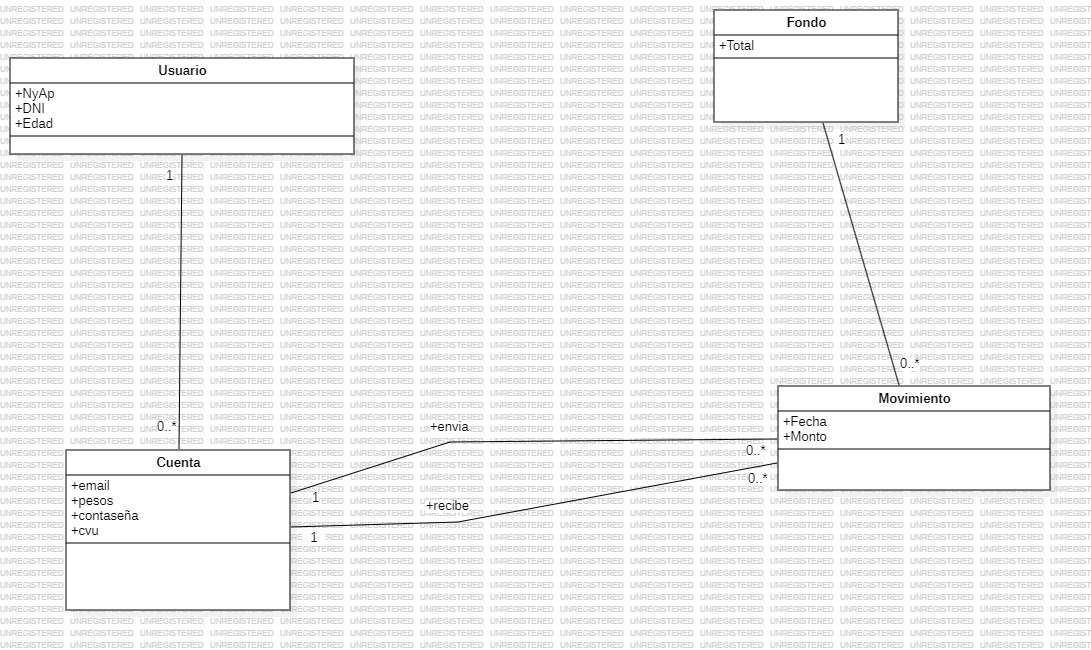 Fondo
+Total
Usuario
+NyAp
+DNI
+Edad
1
1
0..*
0..*
Movimiento
+Fecha
+Monto
+envia
0..*
0..*
Cuenta
+email
+pesos
+contaseña
+cvu
1
+recibe
1
UNREGISTERED